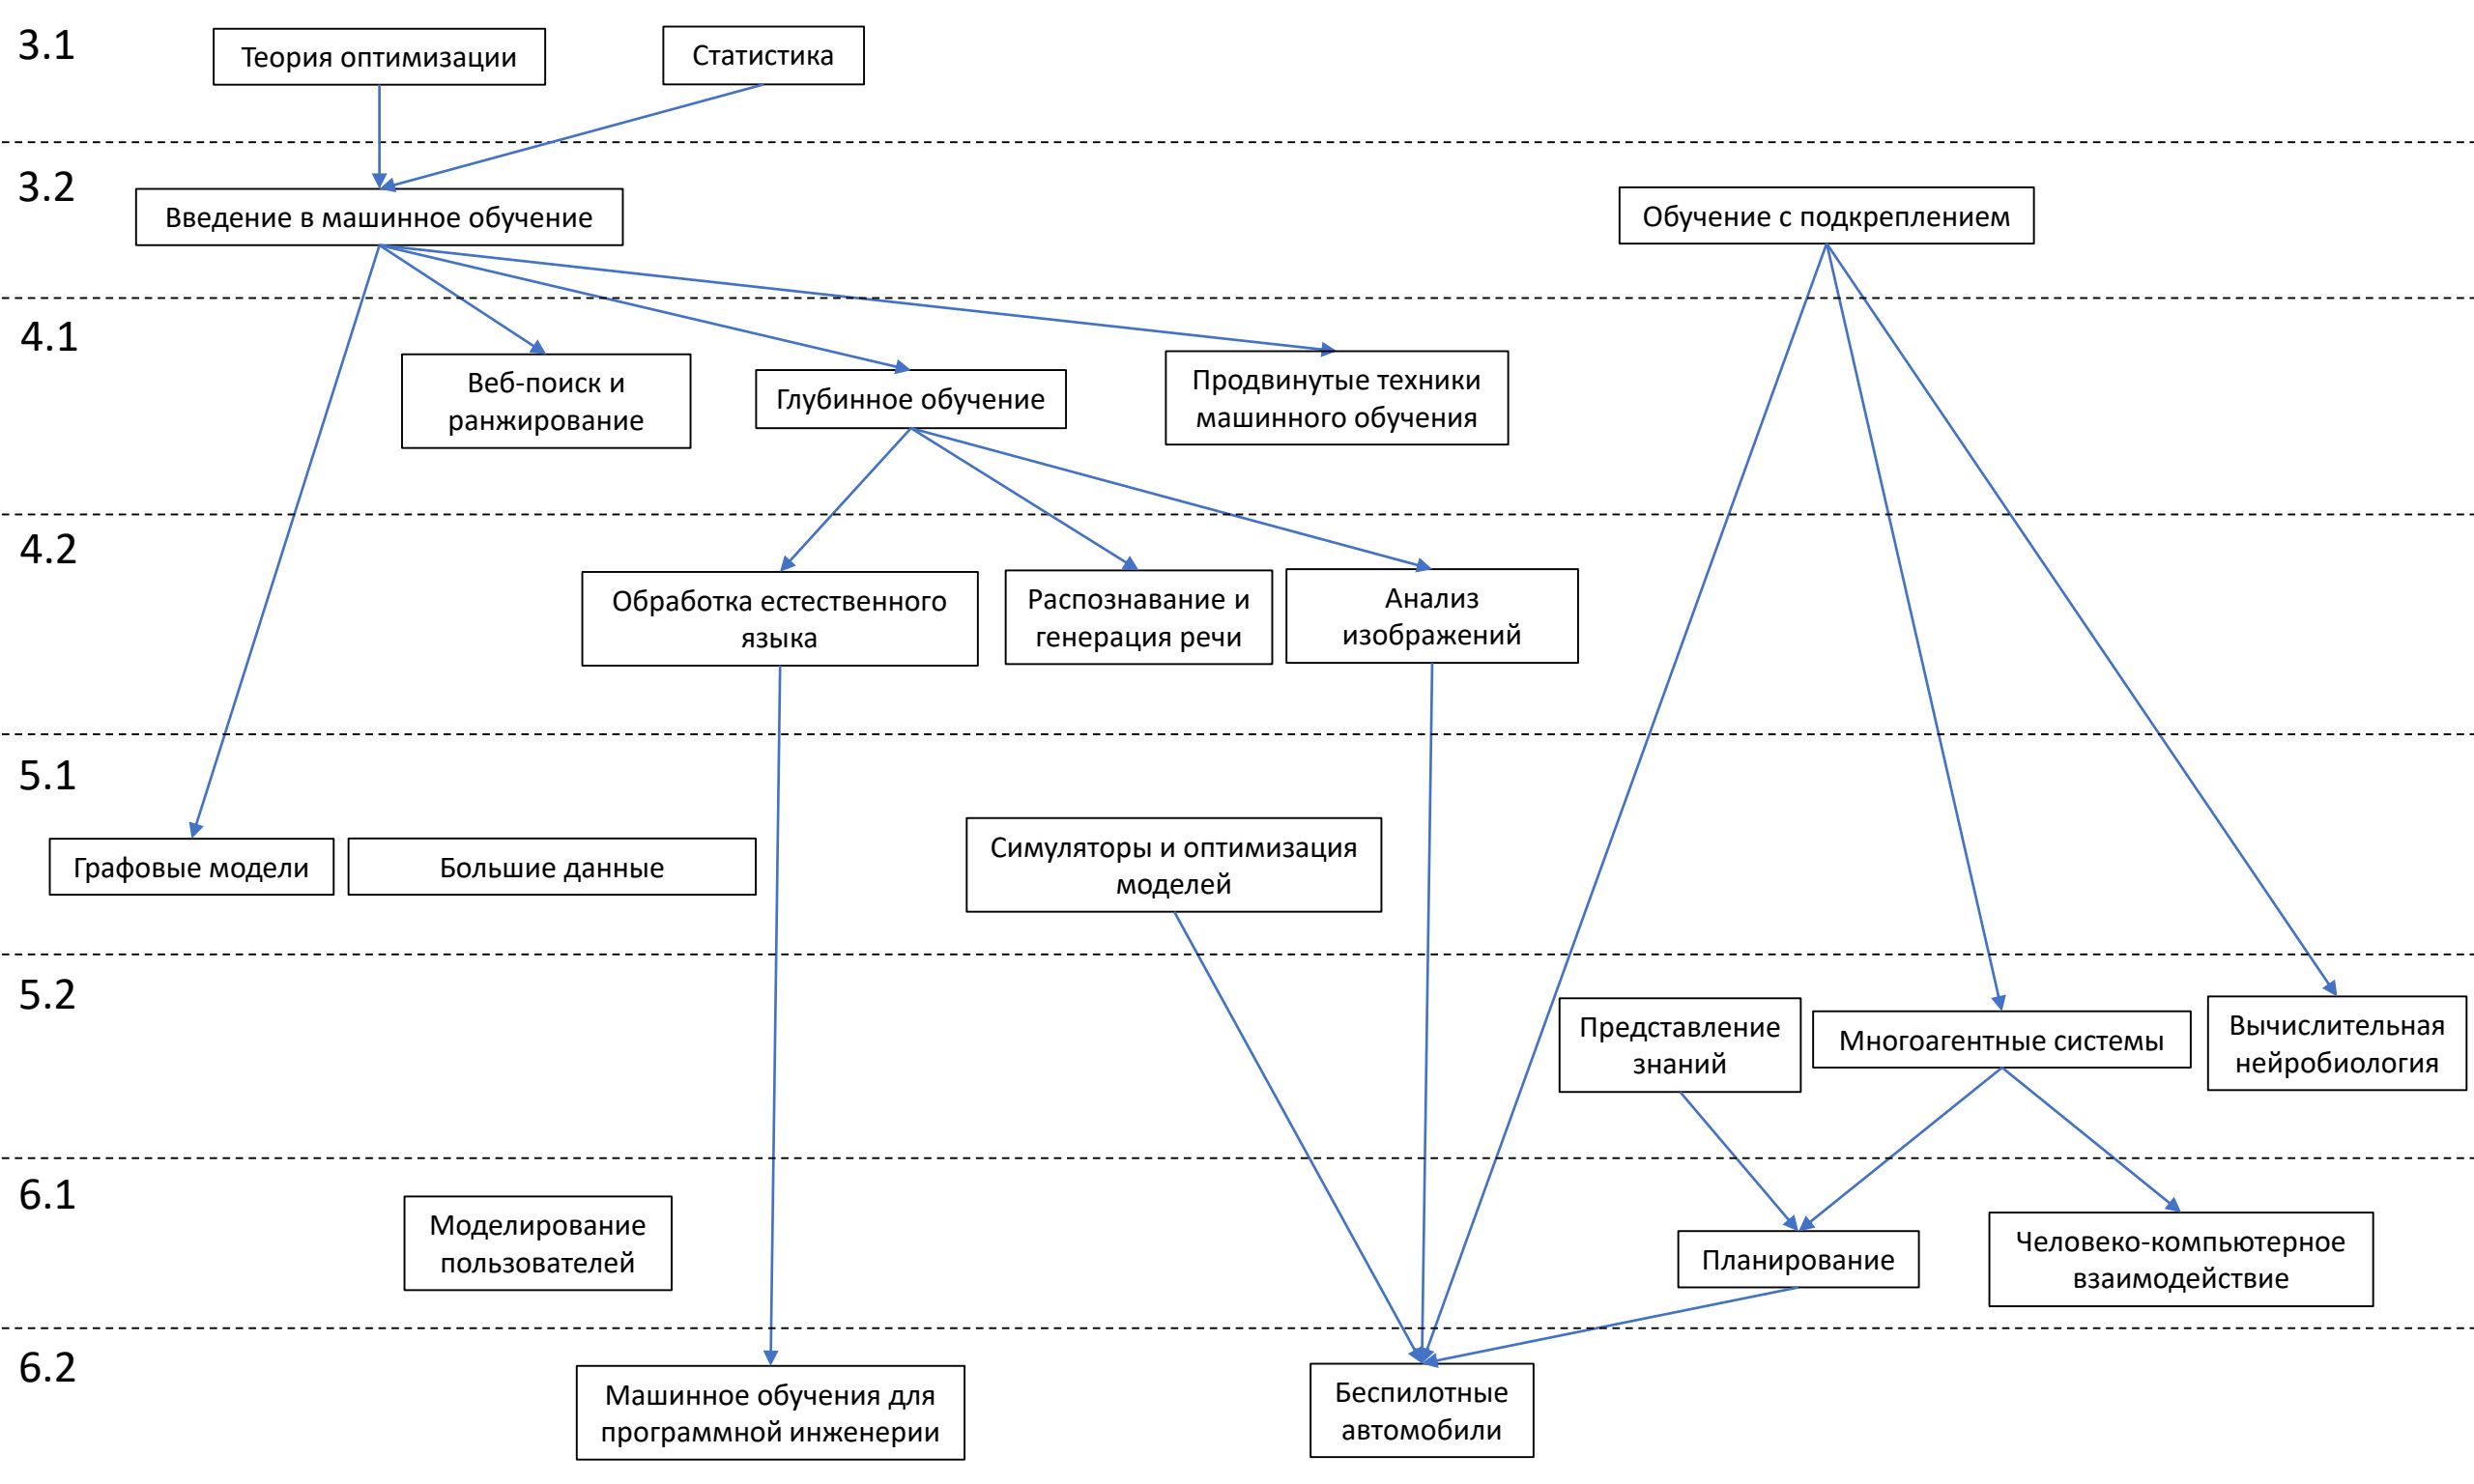 3.1
Теория оптимизации
Статистика
3.2
Введение в машинное обучение
Обучение с подкреплением
4.1
Веб-поиск и
ранжирование
Глубинное обучение
Продвинутые техники
машинного обучения
4.2
Обработка естественного
языка
Распознавание и
генерация речи
Анализ
изображений
5.1
Графовые модели
Большие данные
Симуляторы и оптимизация
моделей
5.2
Представление
знаний
Многоагентные системы
Вычислительная
нейробиология
6.1
Моделирование
пользователей
Планирование
Человеко-компьютерное
взаимодействие
6.2
Машинное обучения для
программной инженерии
Беспилотные
автомобили